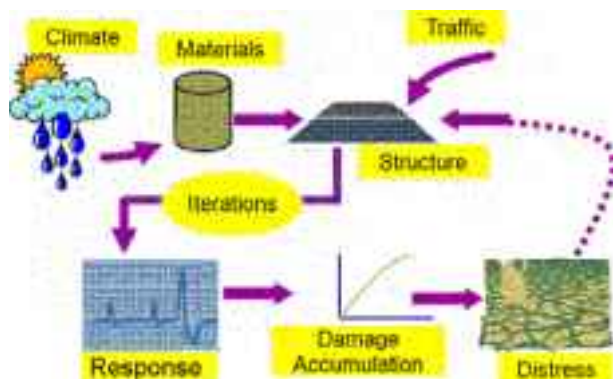 Climate
Materials
Traffic
Structure
Iterations
Response
Damage
Accumulation
Distress